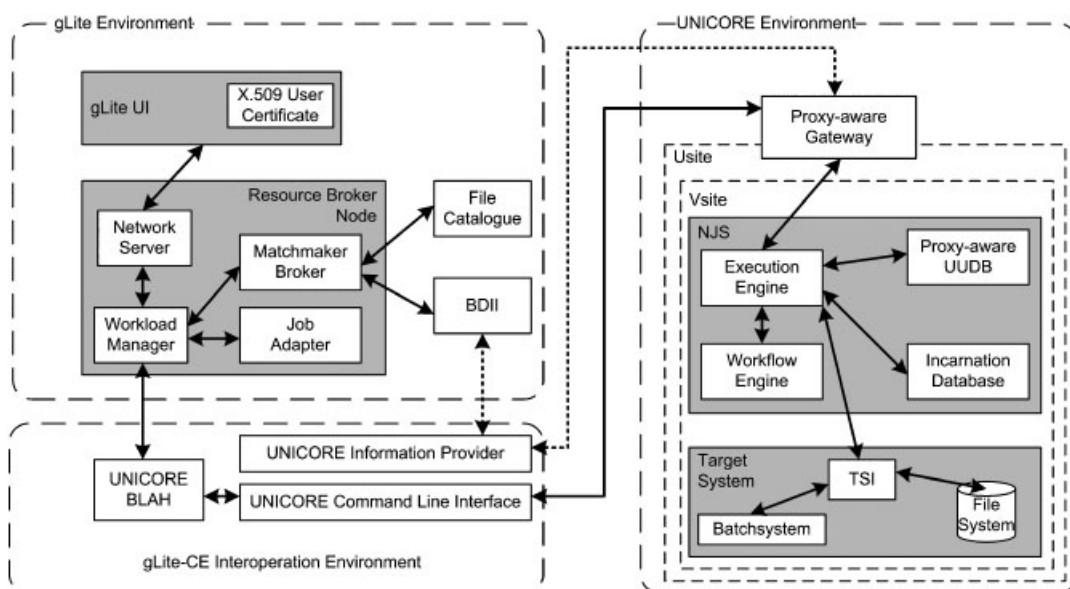 gLite Environment
gLite UI
X.509 User
Certificate
Resource Broker
Node
Network
Server
Matchmaker
Broker
File
Catalogue
Workload
Manager
Job
Adapter
BDII
UNICORE Information Provider
UNICORE
BLAH
UNICORE Command Line Interface
gLite-CE Interoperation Environment
UNICORE Environment
Proxy-aware
Gateway
Usite
Vsite
NJS
Execution
Engine
Proxy-aware
UUDB
Workflow
Engine
Incarnation
Database
Target
System
TSI
Batchsystem
File
System